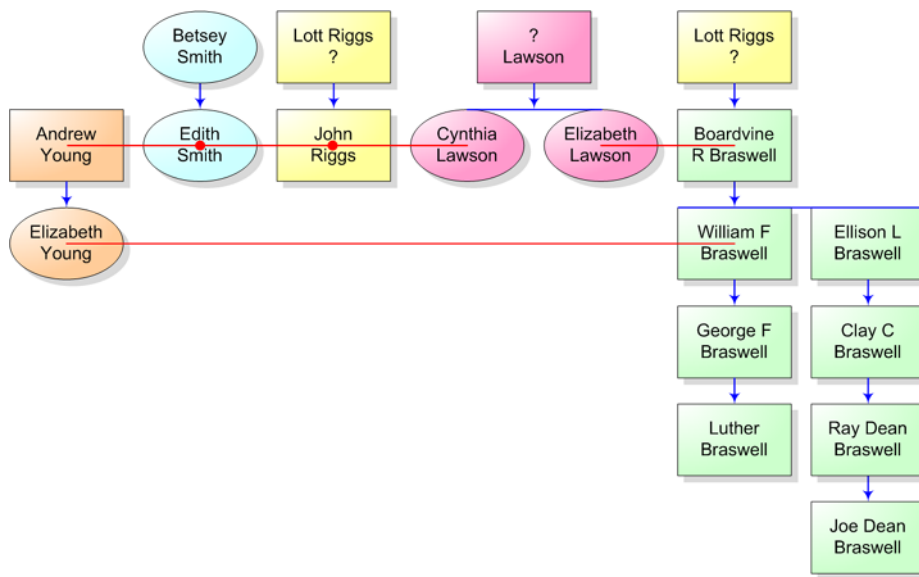 Betsey
Smith
Lott Riggs
?
?
Lawson
Lott Riggs
?
Andrew
Young
Edith
Smith
John
Riggs
Cynthia
Lawson
Elizabeth
Lawson
Boardvine
R Braswell
Elizabeth
Young
William F
Braswell
Ellison L
Braswell
George F
Braswell
Clay C
Braswell
Luther
Braswell
Ray Dean
Braswell
Joe Dean
Braswell